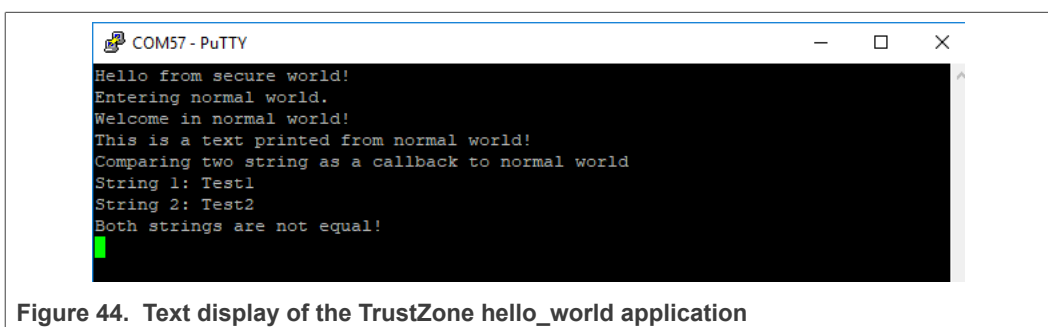 COM57 - PuTTY
Hello from secure world!
Entering normal world.
Welcome in normal world!
This is a text printed from normal world!
Comparing two string as a callback to normal world
String 1: Test1
String 2: Test2
Both strings are not equal!
Figure 44. Text display of the TrustZone hello_world application